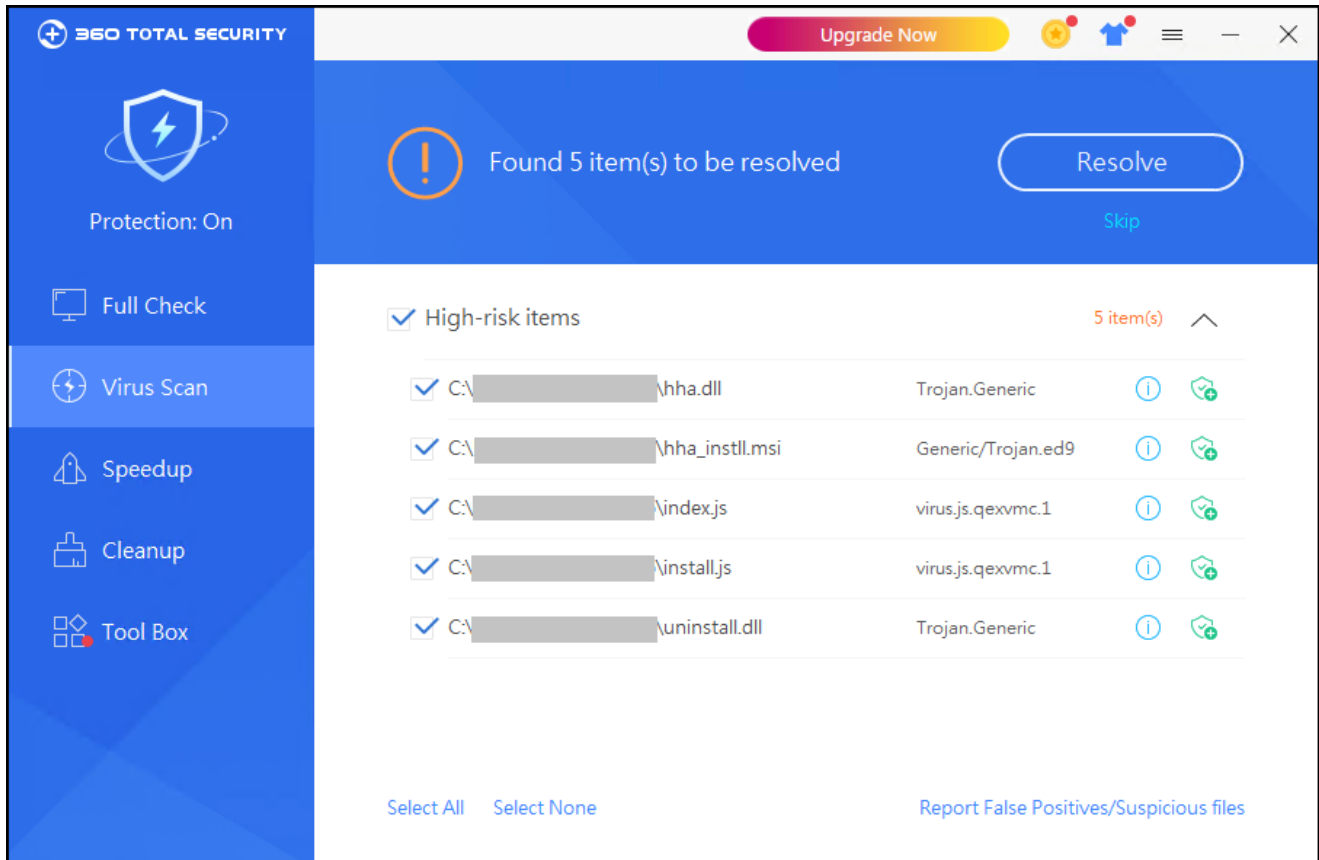 360 TOTAL SECURITY
Upgrade Now
Protection: On
Full Check
Virus Scan
Speedup
Cleanup
Tool Box
Found 5 item(s) to be resolved
Resolve
Skip
High-risk items 5 item(s)
C:\ \hha.dll Trojan.Generic
C:\ \hha_instll.msi Generic/Trojan.ed9
C:\ \index.js virus.js.qexvmc.1
C:\ \install.js virus.js.qexvmc.1
C:\ \uninstall.dll Trojan.Generic
Select All Select None Report False Positives/Suspicious files